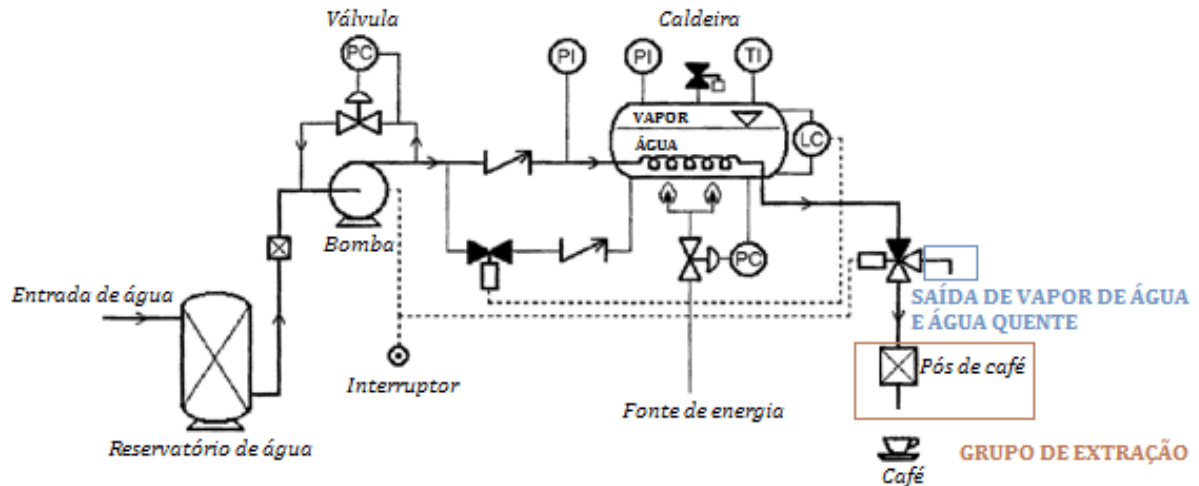 Válvula
Caldeira
PC
PI
PI
TI
VAPOR
ÁGUA
LC
Bomba
PC
Entrada de água
SAÍDA DE VAPOR DE ÁGUA
E ÁGUA QUENTE
Interruptor
Pós de café
Fonte de energia
Reservatório de água
GRUPO DE EXTRAÇÃO
Café